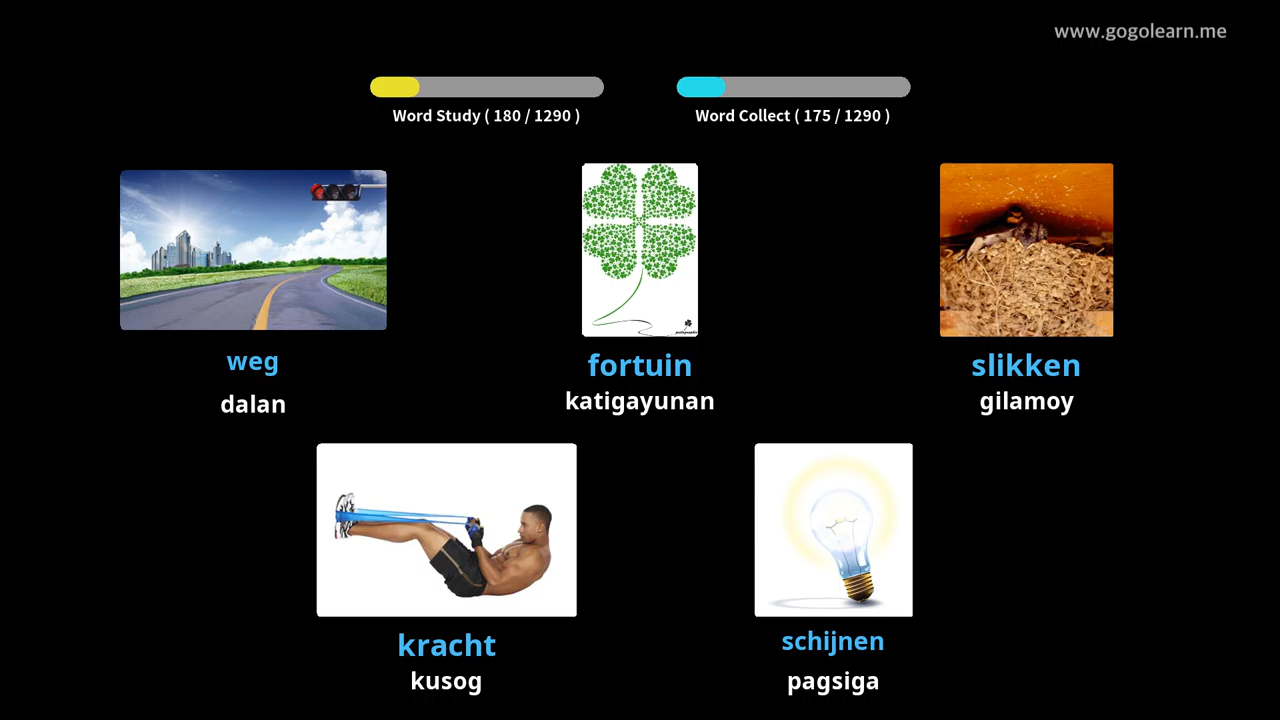 www.gogolearn.me
Word Study ( 180 / 1290 )
Word Collect ( 175 / 1290 )
weg
dalan
fortuin
katigayunan
slikken
gilamoy
kracht
kusog
schijnen
pagsiga